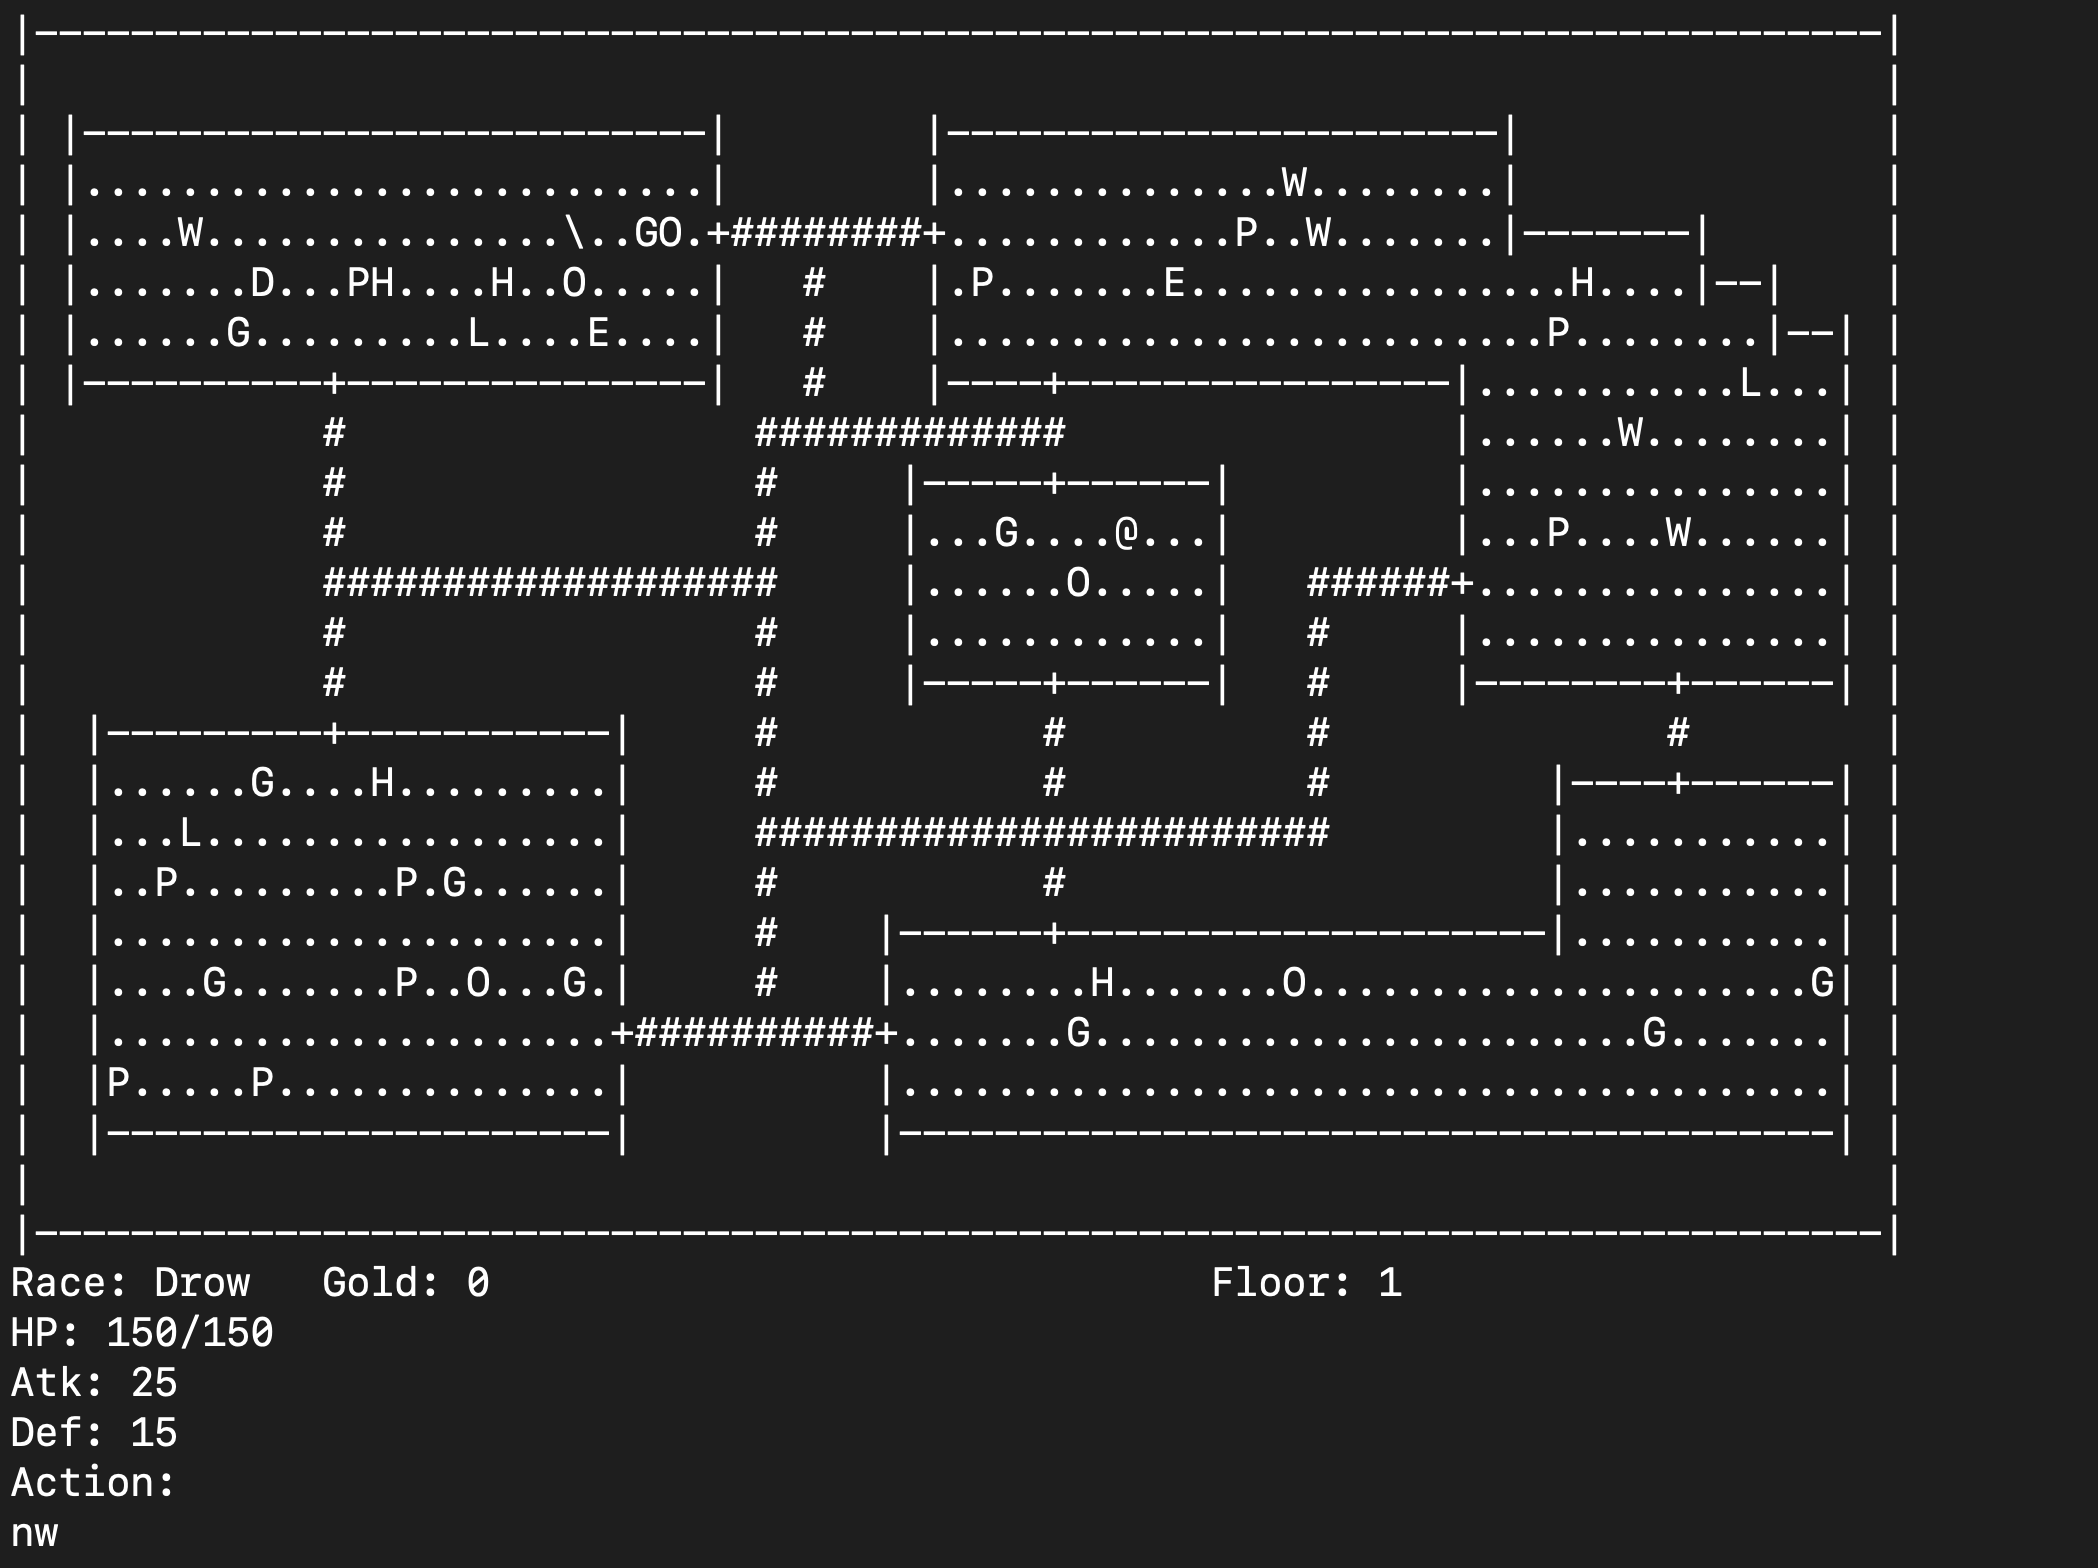 |-----------------------------------------------------------------------------|
|                                                                             |
| |--------------------------|        |-----------------------|               |
| |..........................|        |..............W........|               |
| |....W...............\..GO.+########+............P..W.......|-------|       |
| |.......D...PH....H..O.....|   #    |.P.......E................H....|--|    |
| |......G.........L....E....|   #    |.........................P........|--| |
| |----------+---------------|   #    |----+----------------|...........L...| |
|            #                 #############                |......W........| |
|            #                 #     |-----+------|         |...............| |
|            #                 #     |...G....@...|         |...P....W......| |
|            ###################     |......O.....|   ######+...............| |
|            #                 #     |............|   #     |...............| |
|            #                 #     |-----+------|   #     |--------+------| |
|  |---------+-----------|     #           #          #              #        |
|  |......G....H.........|     #           #          #         |----+------| |
|  |...L.................|     ########################         |...........| |
|  |..P.........P.G......|     #           #                    |...........| |
|  |.....................|     #    |------+--------------------|...........| |
|  |....G.......P..O...G.|     #    |........H.......O.....................G| |
|  |.....................+##########+.......G.......................G.......| |
|  |P.....P..............|          |.......................................| |
|  |---------------------|          |---------------------------------------| |
|                                                                             |
|-----------------------------------------------------------------------------|
Race: Drow   Gold: 0                              Floor: 1
HP: 150/150
Atk: 25
Def: 15
Action:
nw